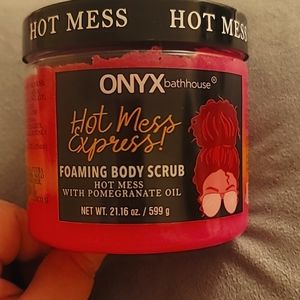 HOT MESS HOT MESS
ONYX bathhouse®
Hot Mess
Express!
FOAMING BODY SCRUB
HOT MESS
WITH POMEGRANATE OIL
NET WT. 21.16 oz. / 599 g